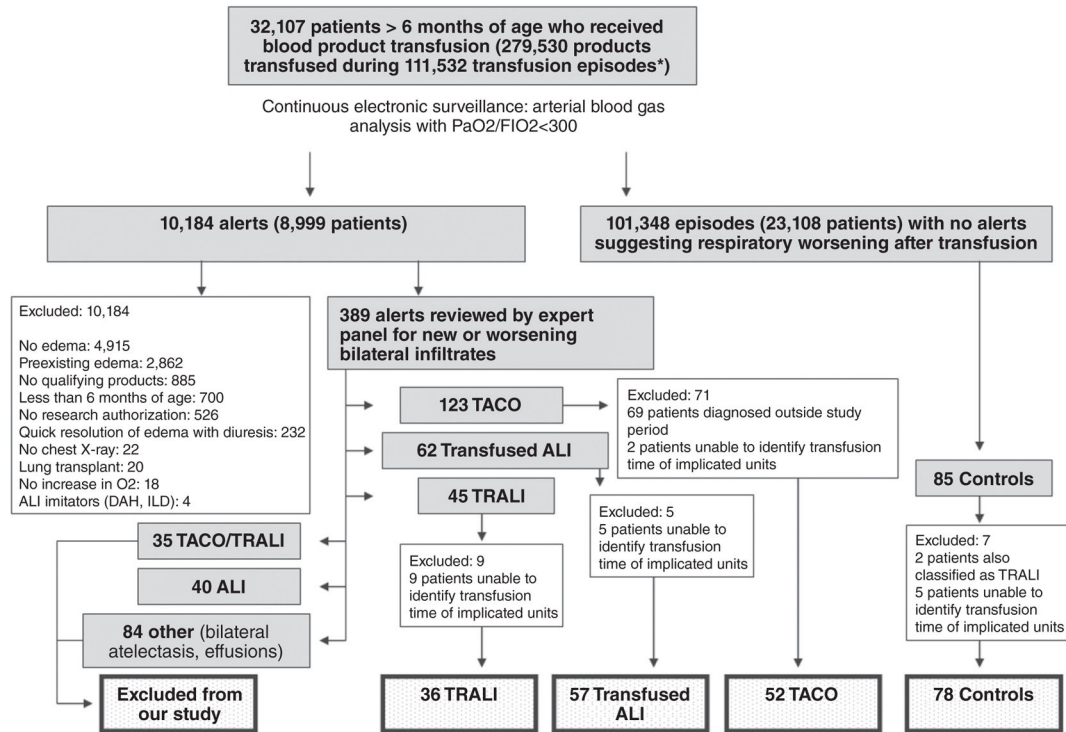 32,107 patients > 6 months of age who received
blood product transfusion (279,530 products
transfused during 111,532 transfusion episodes*)
Continuous electronic surveillance: arterial blood gas
analysis with PaO2/FIO2<300
10,184 alerts (8,999 patients)
101,348 episodes (23,108 patients) with no alerts
suggesting respiratory worsening after transfusion
Excluded: 10,184
No edema: 4,915
Preexisting edema: 2,862
No qualifying products: 885
Less than 6 months of age: 700
No research authorization: 526
Quick resolution of edema with diuresis: 232
No chest X-ray: 22
Lung transplant: 20
No increase in O2: 18
ALI imitators (DAH, ILD): 4
389 alerts reviewed by expert
panel for new or worsening
bilateral infiltrates
123 TACO
Excluded: 71
69 patients diagnosed outside study
period
2 patients unable to identify transfusion
time of implicated units
62 Transfused ALI
45 TRALI
85 Controls
Excluded: 5
5 patients unable to
identify transfusion
time of implicated units
35 TACO/TRALI
Excluded: 9
9 patients unable to
identify transfusion
time of implicated units
Excluded: 7
2 patients also
classified as TRALI
5 patients unable to
identify transfusion
time of implicated units
40 ALI
84 other (bilateral
atelectasis, effusions)
Excluded from
our study
36 TRALI
57 Transfused
ALI
52 TACO
78 Controls